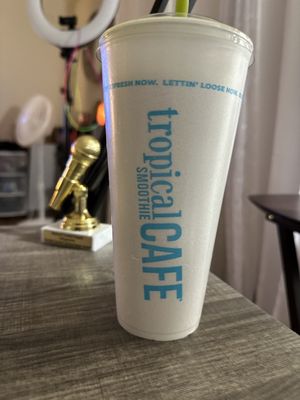 FRESH NOW. LETTIN' LOOSE NOW.
tropical
SMOOTHIE
CAFE